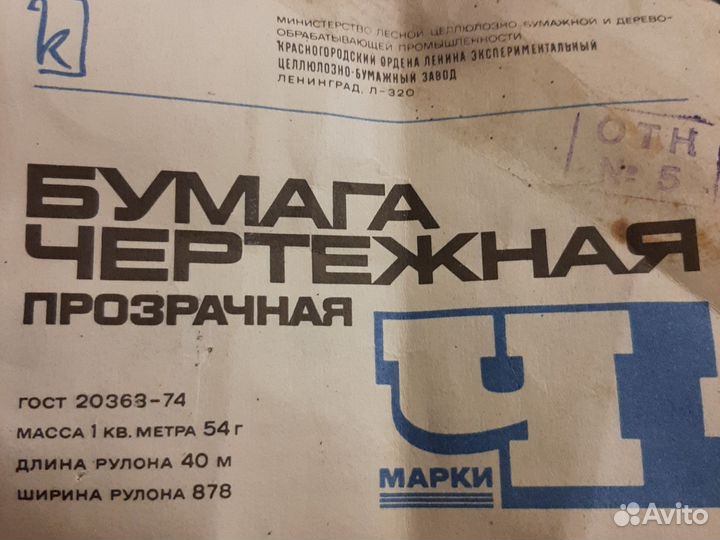 k
МИНИСТЕРСТВО ЛЕСНОЙ ЦЕЛЛЮЛОЗНО-БУМАЖНОЙ И ДЕРЕВО-
ОБРАБАТЫВАЮЩЕЙ ПРОМЫШЛЕННОСТИ
КРАСНОГОРОДСКИЙ ОРДЕНА ЛЕНИНА ЭКСПЕРИМЕНТАЛЬНЫЙ
ЦЕЛЛЮЛОЗНО-БУМАЖНЫЙ ЗАВОД
ЛЕНИНГРАД, Л-320
ОТН
№ 5
БУМАГА
ЧЕРТЕЖНАЯ
ПРОЗРАЧНАЯ
ГОСТ 20363-74
МАССА 1 КВ. МЕТРА 54 Г
ДЛИНА РУЛОНА 40 М
ШИРИНА РУЛОНА 878
МАРКИ
Ч
Avito